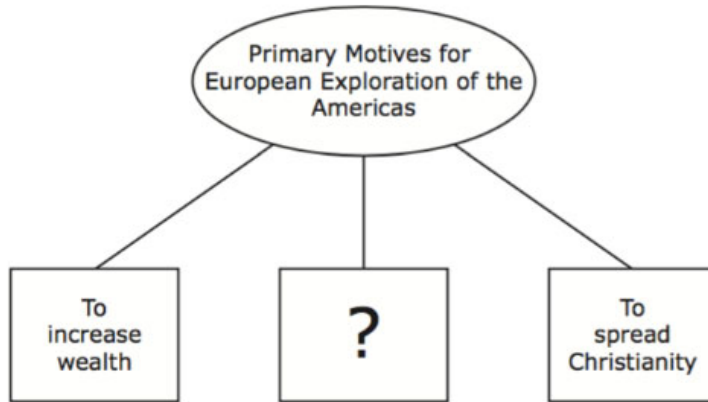 Primary Motives for
European Exploration of the
Americas
To
increase
wealth
?
To
spread
Christianity